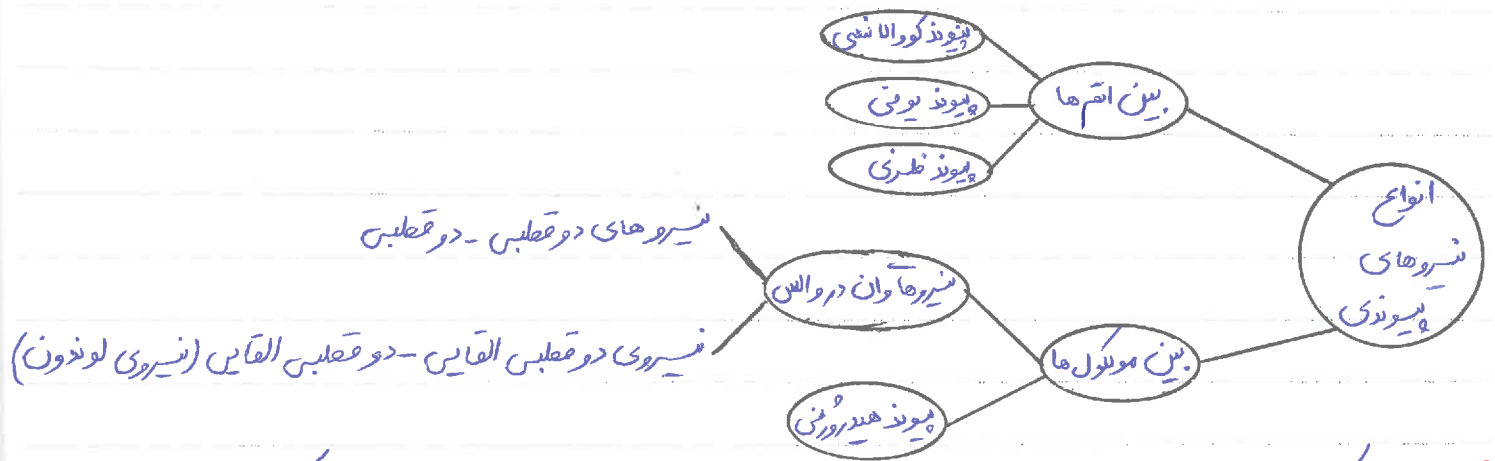 انواع
نیروهای
پیوندی
بین اتم ها
پیوند کووالانسی
پیوند یونی
پیوند فلزی
بین مولکول ها
نیروهای وان دروالس
نیروهای دوقطبی - دوقطبی
نیروی دوقطبی القایی - دوقطبی القایی (نیروی لوندون)
پیوند هیدروژنی